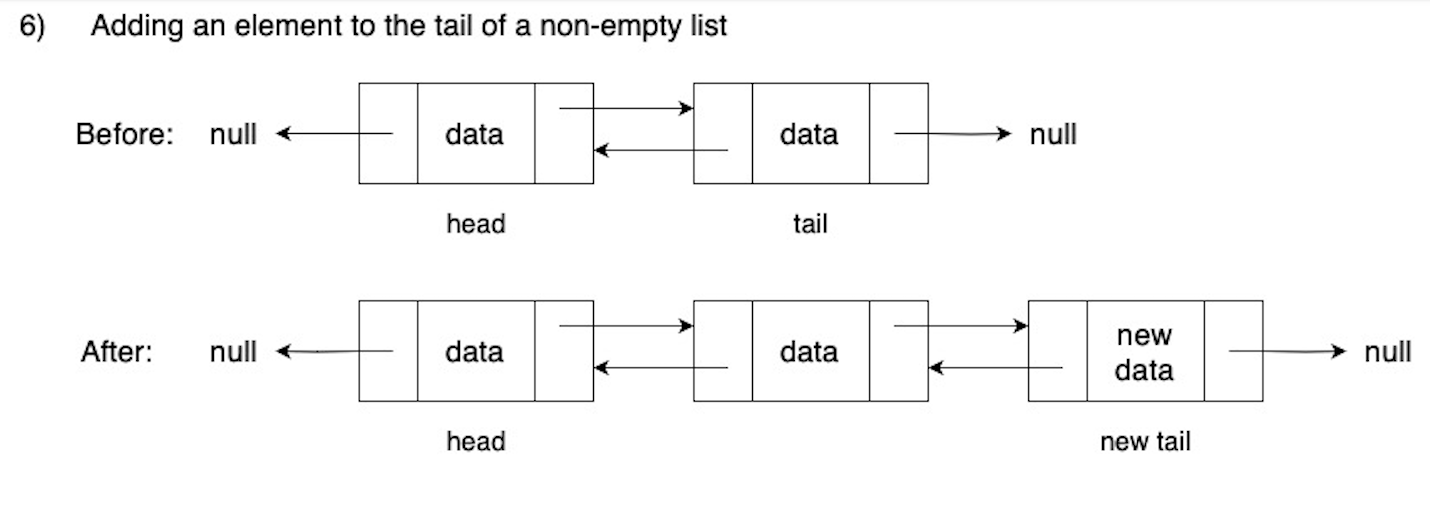 6) Adding an element to the tail of a non-empty list
Before: null data data null
head tail
After: null data data new data null
head new tail